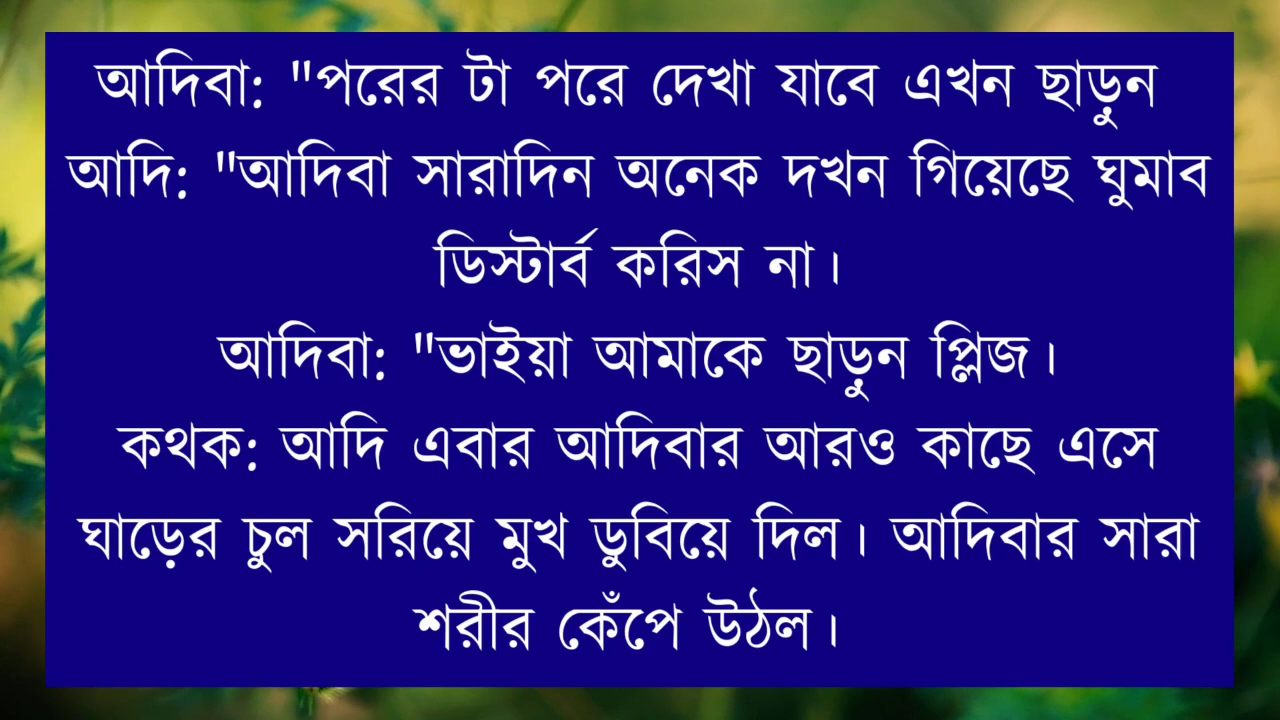 আদিবা: "পরের টা পরে দেখা যাবে এখন ছাড়ুন
আদি: "আদিবা সারাদিন অনেক দখন গিয়েছে ঘুমাব
ডিস্টার্ব করিস না।
আদিবা: "ভাইয়া আমাকে ছাড়ুন প্লিজ।
কথক: আদি এবার আদিবার আরও কাছে এসে
ঘাড়ের চুল সরিয়ে মুখ ডুবিয়ে দিল। আদিবার সারা
শরীর কেঁপে উঠল।